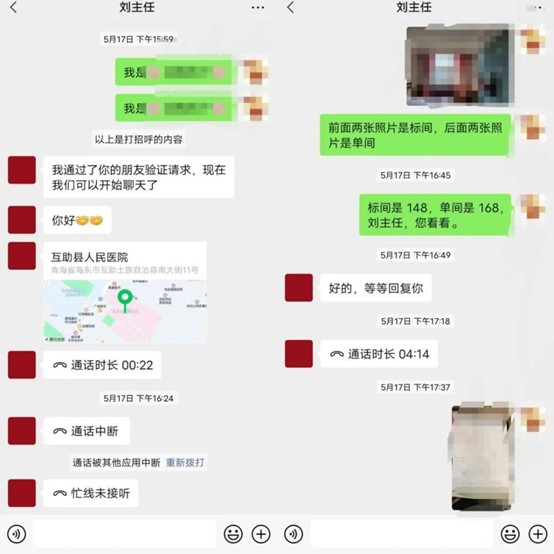 刘主任
5月17日 下午15:59
我是
我是
以上是打招呼的内容
我通过了你的朋友验证请求，现在
我们可以开始聊天了
你好
互助县人民医院
青海省海东市互助土族自治县南大街11号
通话时长 00:22
5月17日 下午16:24
通话中断
通话被其他应用中断 重新拨打
忙线未接听
刘主任
前面两张照片是标间，后面两张照
片是单间
5月17日 下午16:45
标间是 148，单间是 168，
刘主任，您看看。
5月17日 下午16:49
好的，等等回复你
5月17日 下午17:18
通话时长 04:14
5月17日 下午17:37